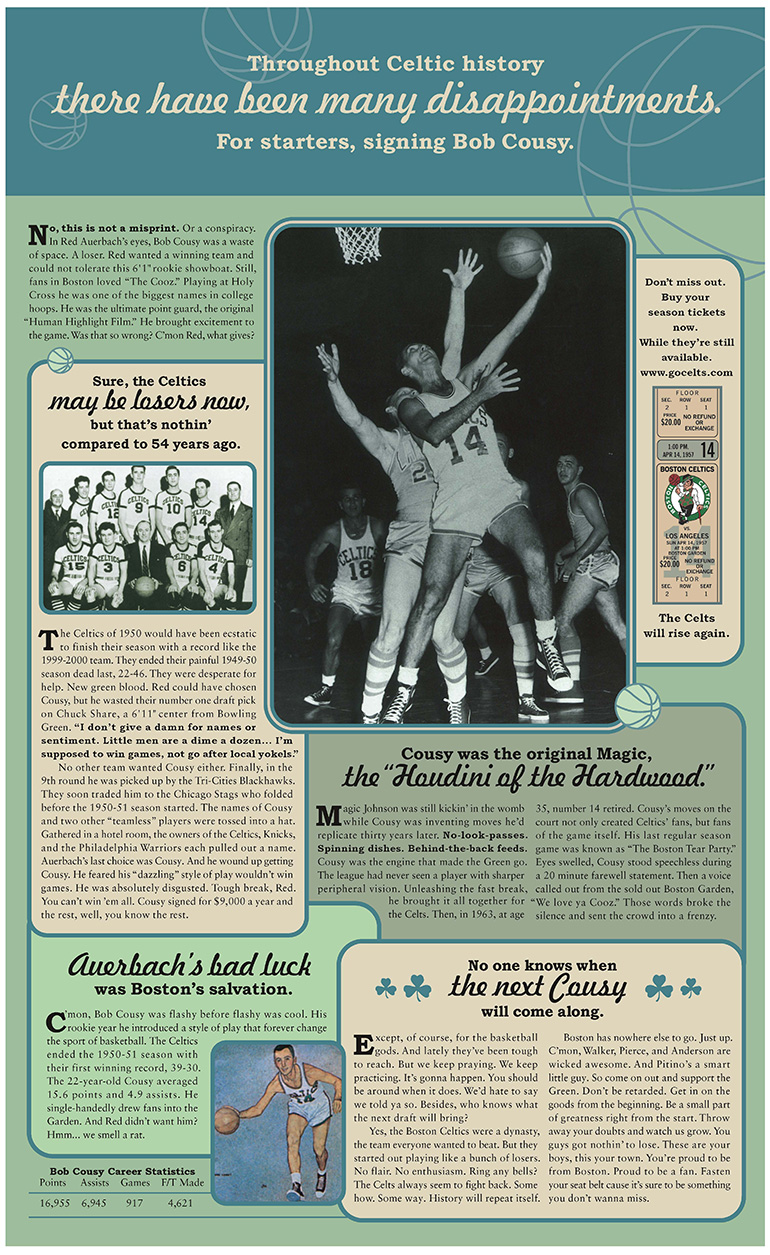 Throughout Celtic history
there have been many disappointments.
For starters, signing Bob Cousy.
No, this is not a misprint. Or a conspiracy.
In Red Auerbach's eyes, Bob Cousy was a waste
of space. A loser. Red wanted a winning team and
could not tolerate this 6'1" rookie showboat. Still,
fans in Boston loved "The Cooz." Playing at Holy
Cross he was one of the biggest names in college
hoops. He was the ultimate point guard, the original
"Human Highlight Film." He brought excitement to
the game. Was that so wrong? C'mon Red, what gives?
Sure, the Celtics
may be losers now,
but that's nothin'
compared to 54 years ago.
CELTICS
12
CELTICS
9
CELTICS
10
CELTICS
14
15
3
6
4
The Celtics of 1950 would have been ecstatic
to finish their season with a record like the
1999-2000 team. They ended their painful 1949-50
season dead last, 22-46. They were desperate for
help. New green blood. Red could have chosen
Cousy, but he wasted his number one draft pick
on Chuck Share, a 6'11" center from Bowling
Green. "I don't give a damn for names or
sentiment. Little men are a dime a dozen... I'm
supposed to win games, not go after local yokels."
No other team wanted Cousy either. Finally, in the
9th round he was picked up by the Tri-Cities Blackhawks.
They soon traded him to the Chicago Stags who folded
before the 1950-51 season started. The names of Cousy
and two other "teamless" players were tossed into a hat.
Gathered in a hotel room, the owners of the Celtics, Knicks,
and the Philadelphia Warriors each pulled out a name.
Auerbach's last choice was Cousy. And he wound up getting
Cousy. He feared his "dazzling" style of play wouldn't win
games. He was absolutely disgusted. Tough break, Red.
You can't win 'em all. Cousy signed for $9,000 a year and
the rest, well, you know the rest.
14
CELTICS
18
Don't miss out.
Buy your
season tickets
now.
While they're still
available.
www.gocelts.com
FLOOR
SEC. ROW SEAT
2 1 1
PRICE
$20.00
NO REFUND
OR
EXCHANGE
1:00 PM.
APR 14, 1957
14
BOSTON CELTICS
BOSTON CELTICS
VS.
LOS ANGELES
SUN APR 14, 1957
AT 1:00 PM
BOSTON GARDEN
PRICE
$20.00
NO REFUND
OR
EXCHANGE
FLOOR
SEC. ROW SEAT
2 1 1
The Celts
will rise again.
Cousy was the original Magic,
the "Houdini of the Hardwood."
Magic Johnson was still kickin' in the womb
while Cousy was inventing moves he'd
replicate thirty years later. No-look-passes.
Spinning dishes. Behind-the-back feeds.
Cousy was the engine that made the Green go.
The league had never seen a player with sharper
peripheral vision. Unleashing the fast break,
he brought it all together for
the Celts. Then, in 1963, at age
35, number 14 retired. Cousy's moves on the
court not only created Celtics' fans, but fans
of the game itself. His last regular season
game was known as "The Boston Tear Party."
Eyes swelled, Cousy stood speechless during
a 20 minute farewell statement. Then a voice
called out from the sold out Boston Garden,
"We love ya Cooz." Those words broke the
silence and sent the crowd into a frenzy.
Auerbach's bad luck
was Boston's salvation.
C'mon, Bob Cousy was flashy before flashy was cool. His
rookie year he introduced a style of play that forever change
the sport of basketball. The Celtics
ended the 1950-51 season with
their first winning record, 39-30.
The 22-year-old Cousy averaged
15.6 points and 4.9 assists. He
single-handedly drew fans into the
Garden. And Red didn't want him?
Hmm... we smell a rat.
Bob Cousy Career Statistics
Points Assists Games F/T Made
16,955 6,945 917 4,621
No one knows when
the next Cousy
will come along.
Except, of course, for the basketball
gods. And lately they've been tough
to reach. But we keep praying. We keep
practicing. It's gonna happen. You should
be around when it does. We'd hate to say
we told ya so. Besides, who knows what
the next draft will bring?
Yes, the Boston Celtics were a dynasty,
the team everyone wanted to beat. But they
started out playing like a bunch of losers.
No flair. No enthusiasm. Ring any bells?
The Celts always seem to fight back. Some
how. Some way. History will repeat itself.
Boston has nowhere else to go. Just up.
C'mon, Walker, Pierce, and Anderson are
wicked awesome. And Pitino's a smart
little guy. So come on out and support the
Green. Don't be retarded. Get in on the
goods from the beginning. Be a small part
of greatness right from the start. Throw
away your doubts and watch us grow. You
guys got nothin' to lose. These are your
boys, this your town. You're proud to be
from Boston. Proud to be a fan. Fasten
your seat belt cause it's sure to be something
you don't wanna miss.